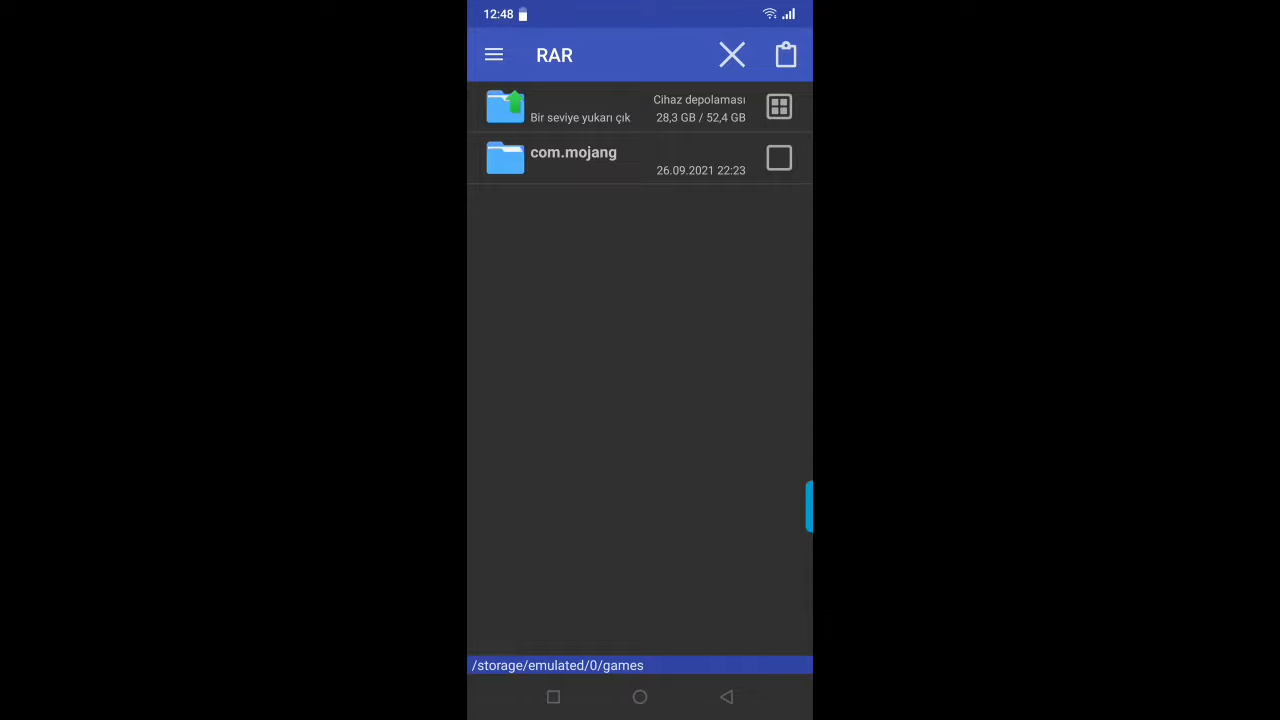 12:48
RAR
Cihaz depolaması
Bir seviye yukarı çık
28,3 GB / 52,4 GB
com.mojang
26.09.2021 22:23
/storage/emulated/0/games